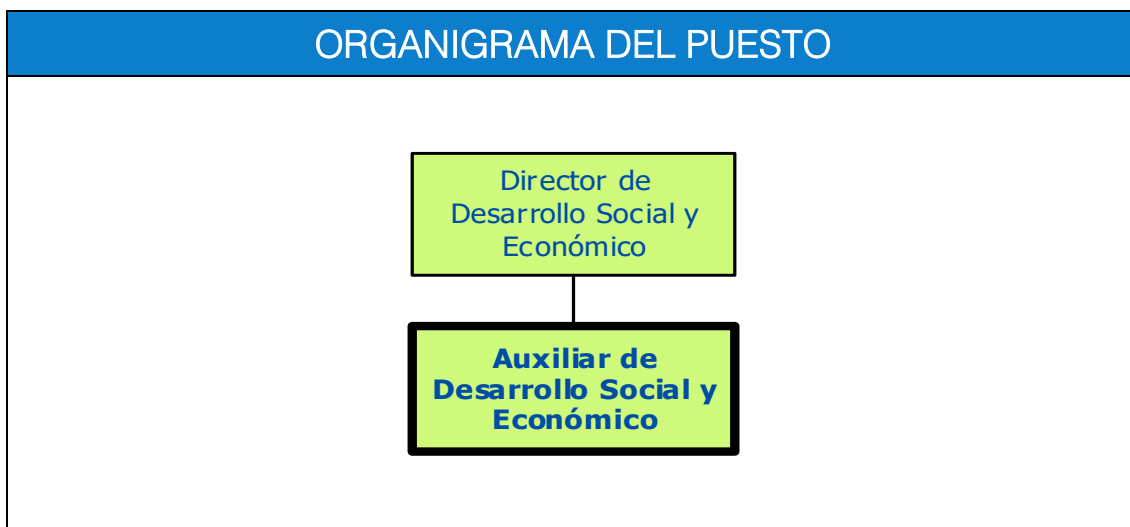 ORGANIGRAMA DEL PUESTO
Director de
Desarrollo Social y
Económico
Auxiliar de
Desarrollo Social y
Económico